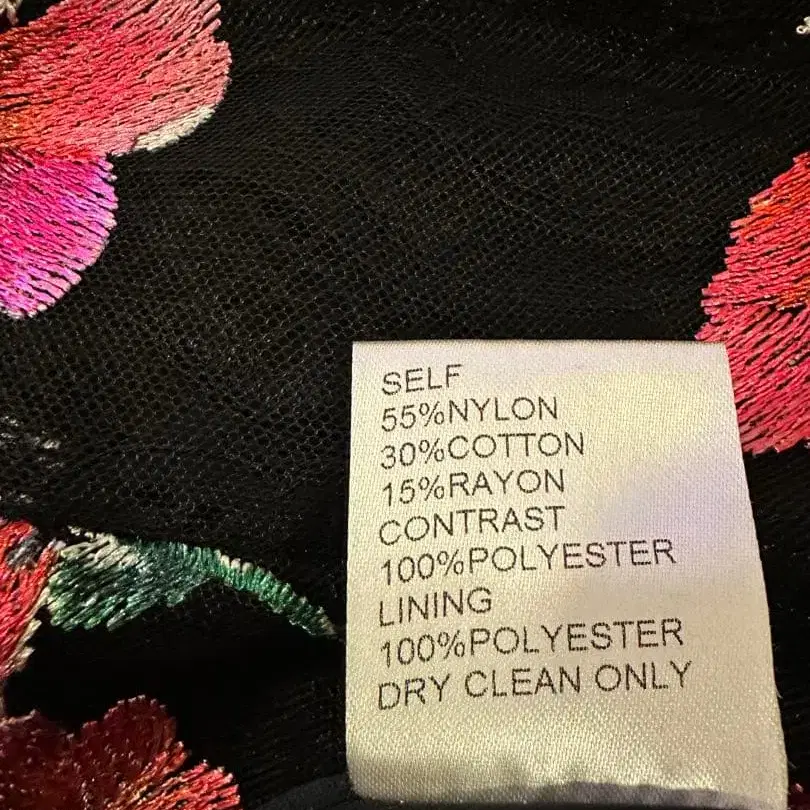 SELF
55%NYLON
30%COTTON
15%RAYON
CONTRAST
100%POLYESTER
LINING
100%POLYESTER
DRY CLEAN ONLY